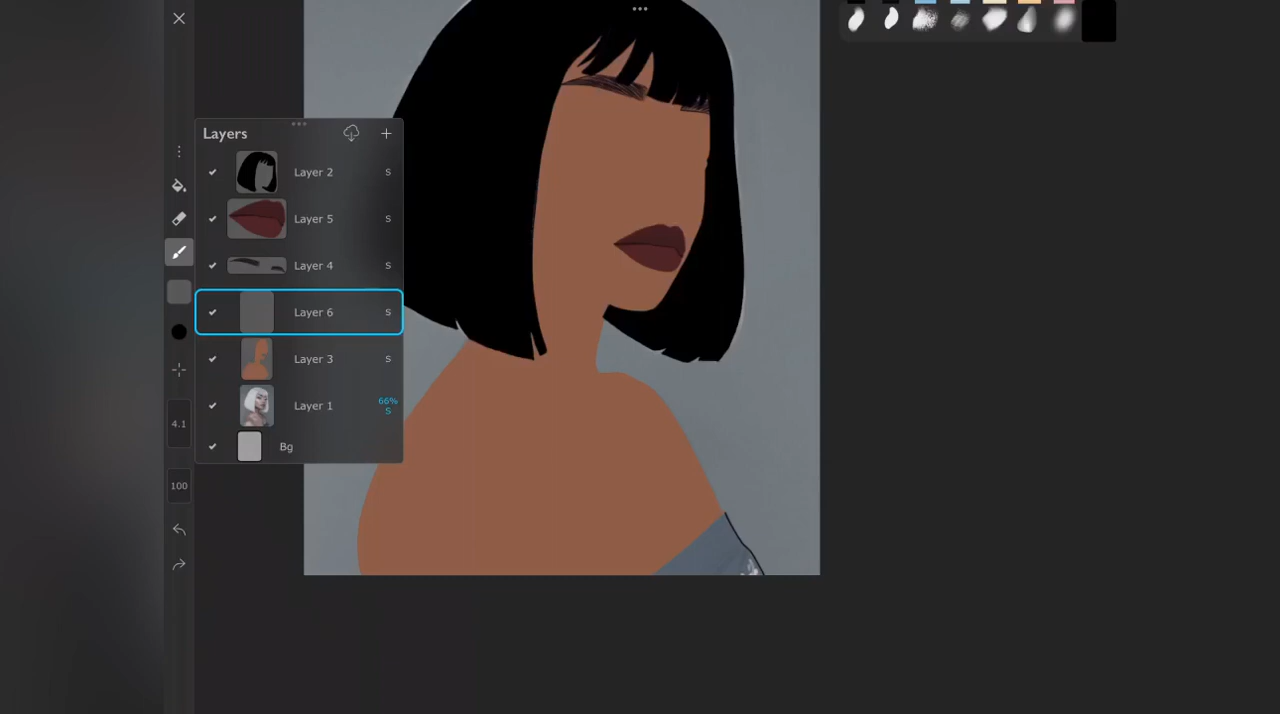 Layers
Layer 2 S
Layer 5 S
Layer 4 S
Layer 6 S
Layer 3 S
Layer 1 66% S
Bg
4.1
100